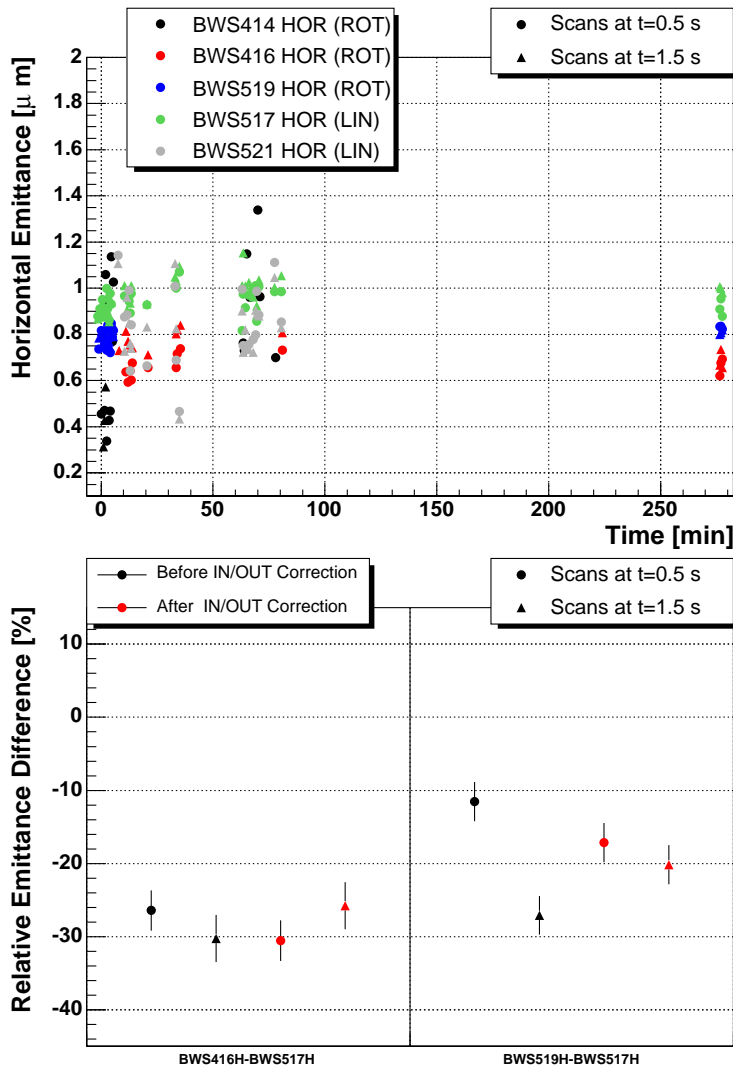 BWS414 HOR (ROT)
BWS416 HOR (ROT)
BWS519 HOR (ROT)
BWS517 HOR (LIN)
BWS521 HOR (LIN)
Scans at t=0.5 s
Scans at t=1.5 s
Horizontal Emittance [μ m]
2
1.8
1.6
1.4
1.2
1
0.8
0.6
0.4
0.2
0 50 100 150 200 250
Time [min]
Before IN/OUT Correction
After IN/OUT Correction
Scans at t=0.5 s
Scans at t=1.5 s
Relative Emittance Difference [%]
10
0
-10
-20
-30
-40
BWS416H-BWS517H BWS519H-BWS517H